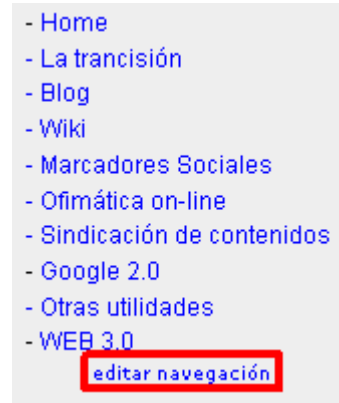 - Home
- La trancisión
- Blog
- Wiki
- Marcadores Sociales
- Ofimática on-line
- Sindicación de contenidos
- Google 2.0
- Otras utilidades
- WEB 3.0
editar navegación